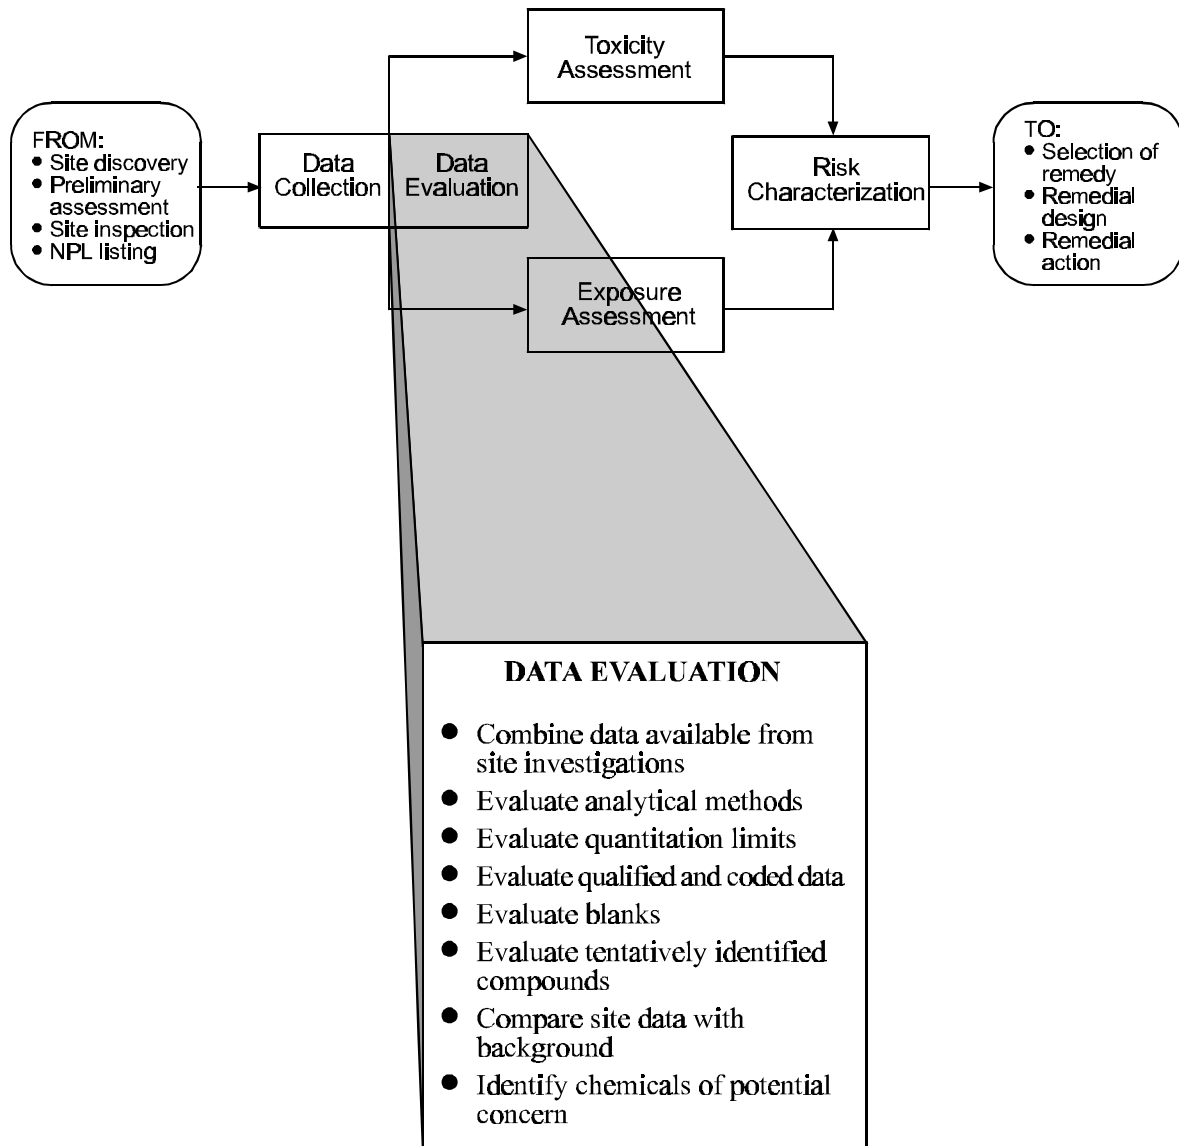 Toxicity
Assessment
FROM:
● Site discovery
● Preliminary
assessment
● Site inspection
● NPL listing
Data
Collection
Data
Evaluation
Risk
Characterization
TO:
● Selection of
remedy
● Remedial
design
● Remedial
action
Exposure
Assessment
DATA EVALUATION
● Combine data available from
site investigations
● Evaluate analytical methods
● Evaluate quantitation limits
● Evaluate qualified and coded data
● Evaluate blanks
● Evaluate tentatively identified
compounds
● Compare site data with
background
● Identify chemicals of potential
concern